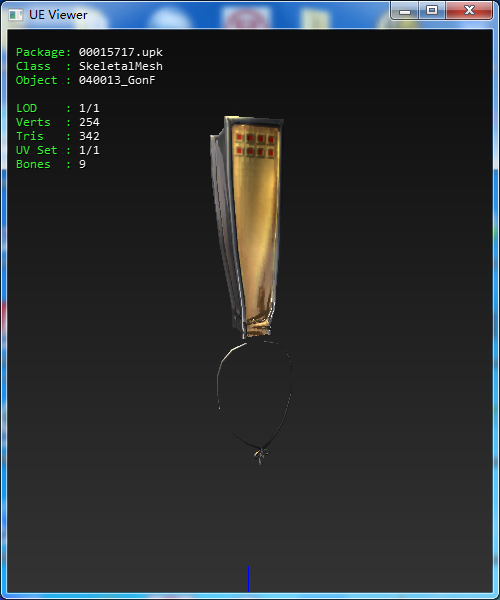 UE Viewer
Package: 00015717.upk
Class : SkeletalMesh
Object : 040013_GonF
LOD : 1/1
Verts : 254
Tris : 342
UV Set : 1/1
Bones : 9